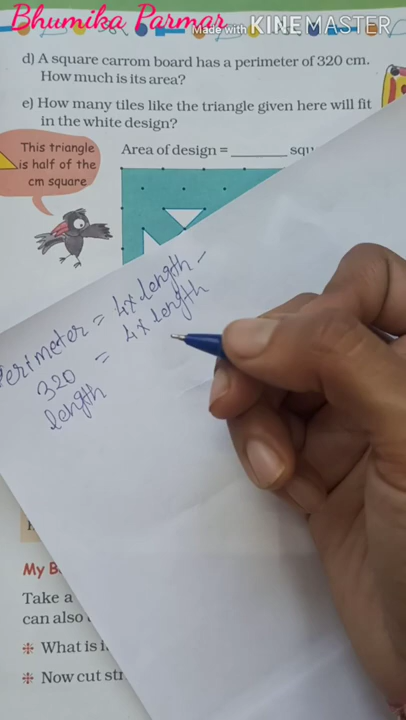 Bhumika Parmar
Made with KINEMASTER
d) A square carrom board has a perimeter of 320 cm.
How much is its area?
e) How many tiles like the triangle given here will fit
in the white design?
This triangle
is half of the
cm square
Area of design = ______ squ
Perimeter = 4x length -
320 = 4x length
length
My B
Take a
can also
What is i
Now cut str